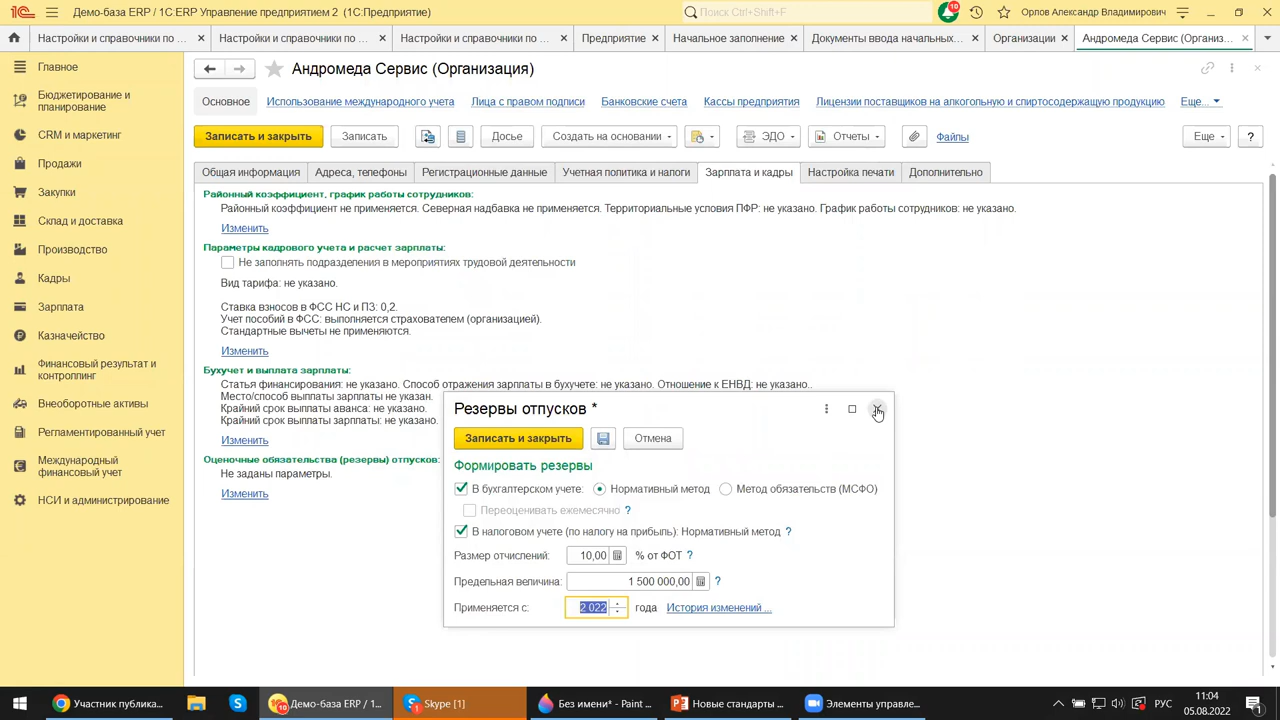 Демо-база ERP / 1С:ERP Управление предприятием 2 (1С:Предприятие)
Поиск Ctrl+Shift+F
10
Орлов Александр Владимирович
Настройки и справочники по ...
Настройки и справочники по ...
Настройки и справочники по ...
Предприятие
Начальное заполнение
Документы ввода начальных...
Организации
Андромеда Сервис (Организ...
Главное
Бюджетирование и
планирование
CRM и маркетинг
Продажи
Закупки
Склад и доставка
Производство
Кадры
Зарплата
Казначейство
Финансовый результат и
контроллинг
Внеоборотные активы
Регламентированный учет
Международный
финансовый учет
НСИ и администрирование
Андромеда Сервис (Организация)
Основное
Использование международного учета
Лица с правом подписи
Банковские счета
Кассы предприятия
Лицензии поставщиков на алкогольную и спиртосодержащую продукцию
Еще...
Записать и закрыть
Записать
Досье
Создать на основании
ЭДО
Отчеты
Файлы
Еще
?
Общая информация
Адреса, телефоны
Регистрационные данные
Учетная политика и налоги
Зарплата и кадры
Настройка печати
Дополнительно
Районный коэффициент, график работы сотрудников:
Районный коэффициент не применяется. Северная надбавка не применяется. Территориальные условия ПФР: не указано. График работы сотрудников: не указано.
Изменить
Параметры кадрового учета и расчет зарплаты:
Не заполнять подразделения в мероприятиях трудовой деятельности
Вид тарифа: не указано.
Ставка взносов в ФСС НС и ПЗ: 0,2.
Учет пособий в ФСС: выполняется страхователем (организацией).
Стандартные вычеты не применяются.
Изменить
Бухучет и выплата зарплаты:
Статья финансирования: не указано. Способ отражения зарплаты в бухучете: не указано. Отношение к ЕНВД: не указано..
Место/способ выплаты зарплаты не указан.
Крайний срок выплаты аванса: не указано.
Крайний срок выплаты зарплаты: не указано.
Изменить
Оценочные обязательства (резервы) отпусков:
Не заданы параметры.
Изменить
Резервы отпусков *
Записать и закрыть
Отмена
Формировать резервы
В бухгалтерском учете:
Нормативный метод
Метод обязательств (МСФО)
Переоценивать ежемесячно ?
В налоговом учете (по налогу на прибыль): Нормативный метод ?
Размер отчислений: 10,00 % от ФОТ ?
Предельная величина: 1 500 000,00 ?
Применяется с: 2 022 года История изменений ...
Участник публика...
Демо-база ERP / 1...
Skype [1]
Без имени* - Paint ...
Новые стандарты ...
Элементы управле...
РУС
11:04
05.08.2022